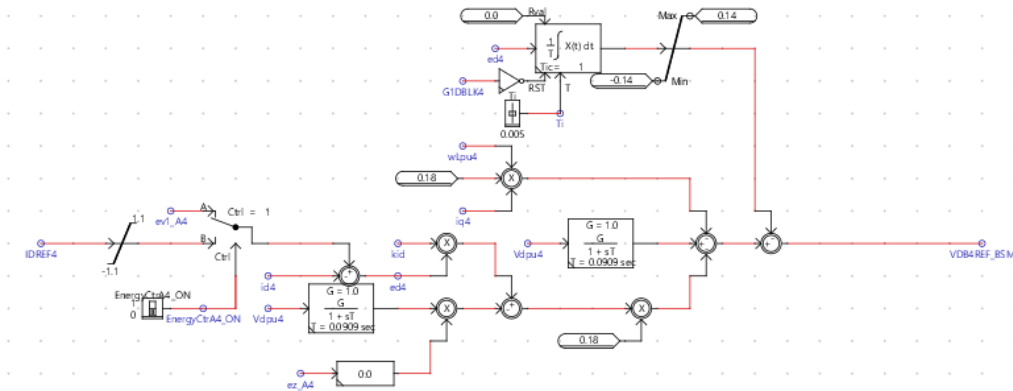 0.0
Rval
Max
0.14
ed4
1
T
X(t) dt
Tic =
1
G1DBLK4
RST
T
-0.14
Min
Ti
0.005
Ti
wLpu4
0.18
X
iq4
A
Ctrl = 1
ev1_A4
1.1
B
IDREF4
-1.1
Ctrl
kid
X
Vdpu4
G = 1.0
G
1 + sT
T = 0.0909 sec
VDB4REF_BSM
id4
ed4
EnergyCtrA4_ON
1
0
EnergyCtrA4_ON
Vdpu4
G = 1.0
G
1 + sT
T = 0.0909 sec
X
X
0.18
ez_A4
0.0